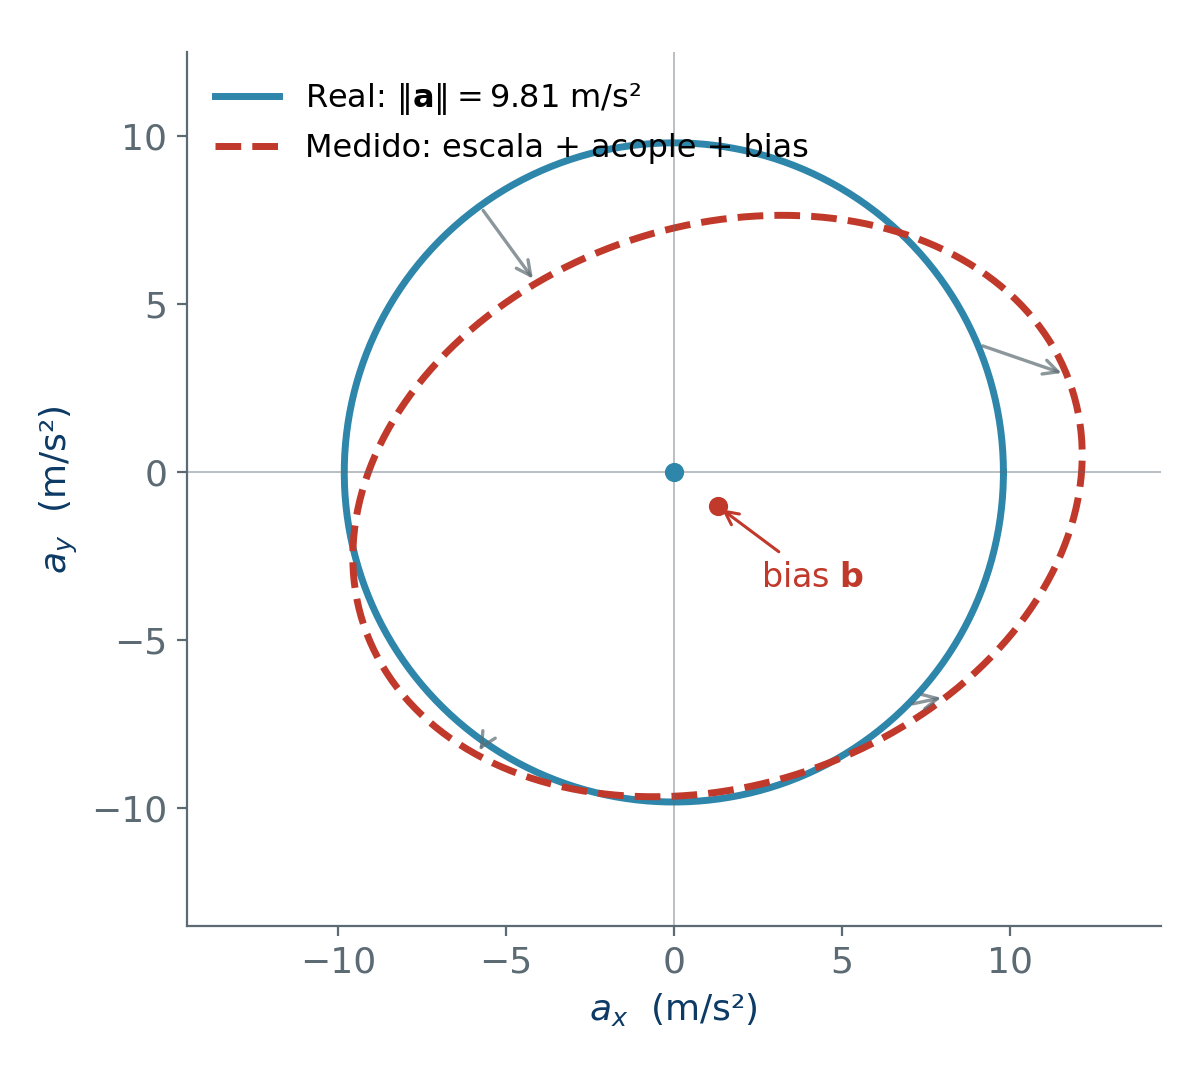 Real: ‖a‖ = 9.81 m/s²
Medido: escala + acople + bias
10
5
0
−5
−10
a_y (m/s²)
bias b
−10
−5
0
5
10
a_x (m/s²)